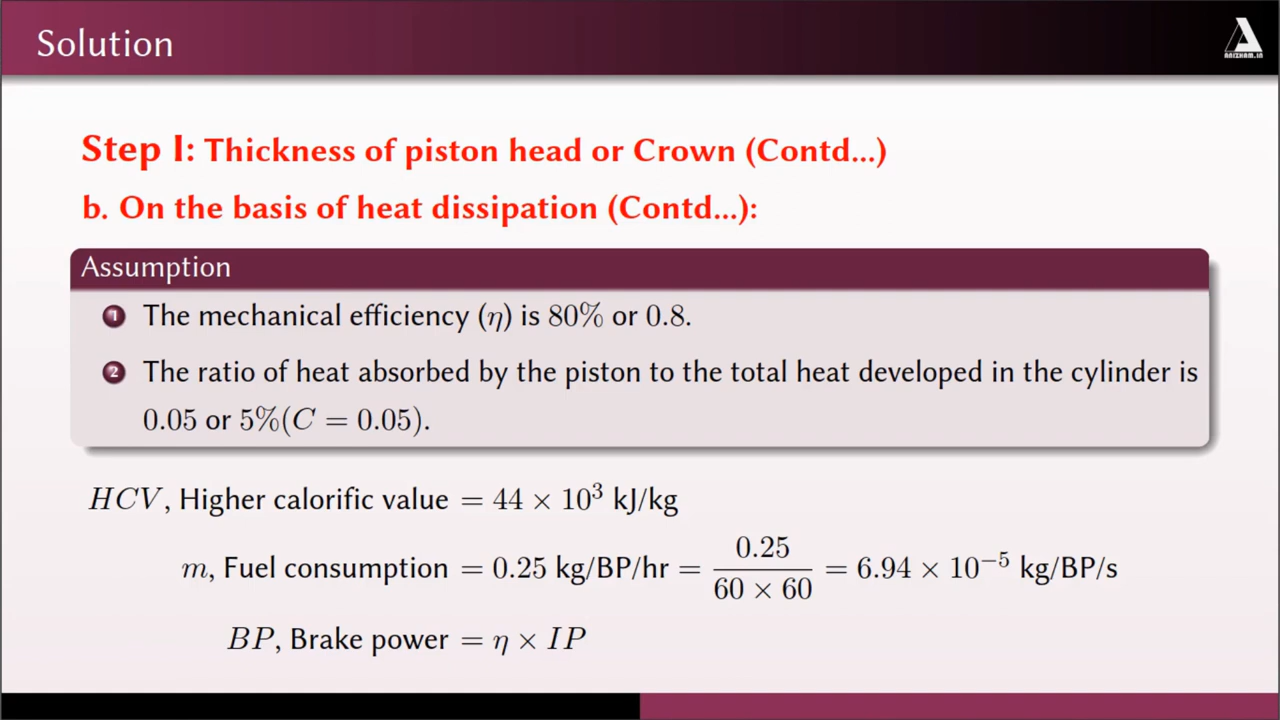 Solution
ARIZHAM.IN
Step I: Thickness of piston head or Crown (Contd...)
b. On the basis of heat dissipation (Contd...):
Assumption
1 The mechanical efficiency (η) is 80% or 0.8.
2 The ratio of heat absorbed by the piston to the total heat developed in the cylinder is
0.05 or 5%(C = 0.05).
HCV, Higher calorific value = 44 × 10³ kJ/kg
m, Fuel consumption = 0.25 kg/BP/hr = 0.25 / (60 × 60) = 6.94 × 10⁻⁵ kg/BP/s
BP, Brake power = η × IP